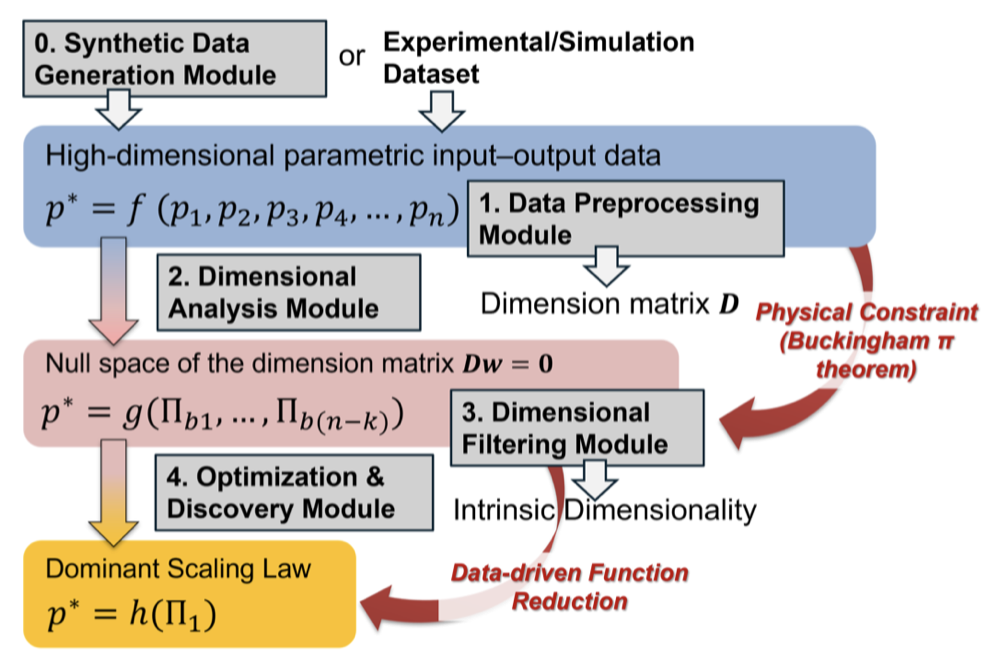 0. Synthetic Data
Generation Module
or
Experimental/Simulation
Dataset
High-dimensional parametric input–output data
p* = f (p₁, p₂, p₃, p₄, …, pₙ)
1. Data Preprocessing
Module
2. Dimensional
Analysis Module
Dimension matrix D
Physical Constraint
(Buckingham π
theorem)
Null space of the dimension matrix Dw = 0
p* = g(Π_{b1}, …, Π_{b(n−k)})
3. Dimensional
Filtering Module
4. Optimization &
Discovery Module
Intrinsic Dimensionality
Dominant Scaling Law
p* = h(Π₁)
Data-driven Function
Reduction